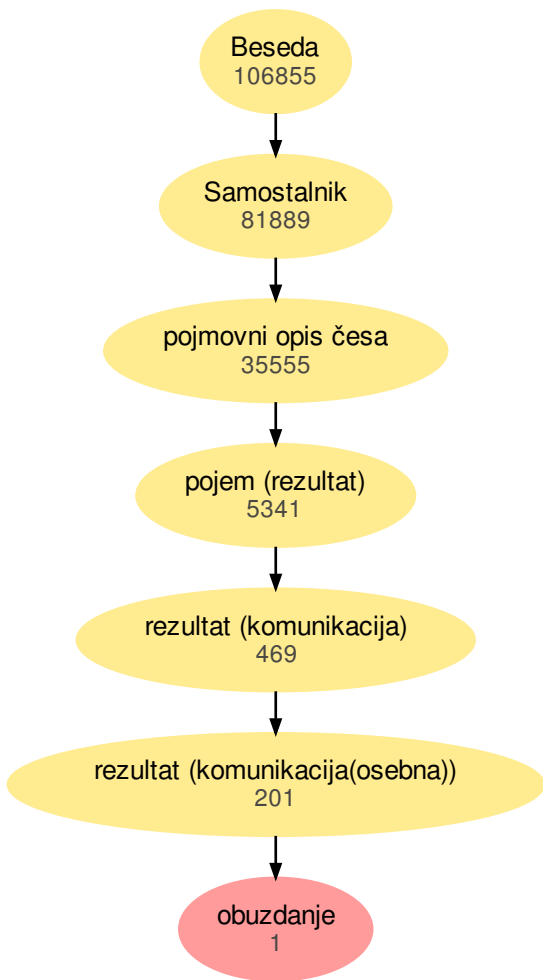 Beseda
106855
Samostalnik
81889
pojmovni opis česa
35555
pojem (rezultat)
5341
rezultat (komunikacija)
469
rezultat (komunikacija(osebna))
201
obuzdanje
1